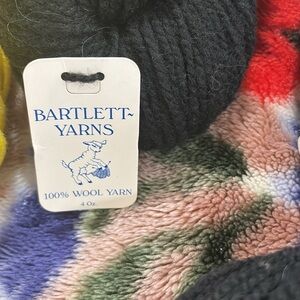 BARTLETT~
YARNS
100% WOOL YARN
4 Oz.